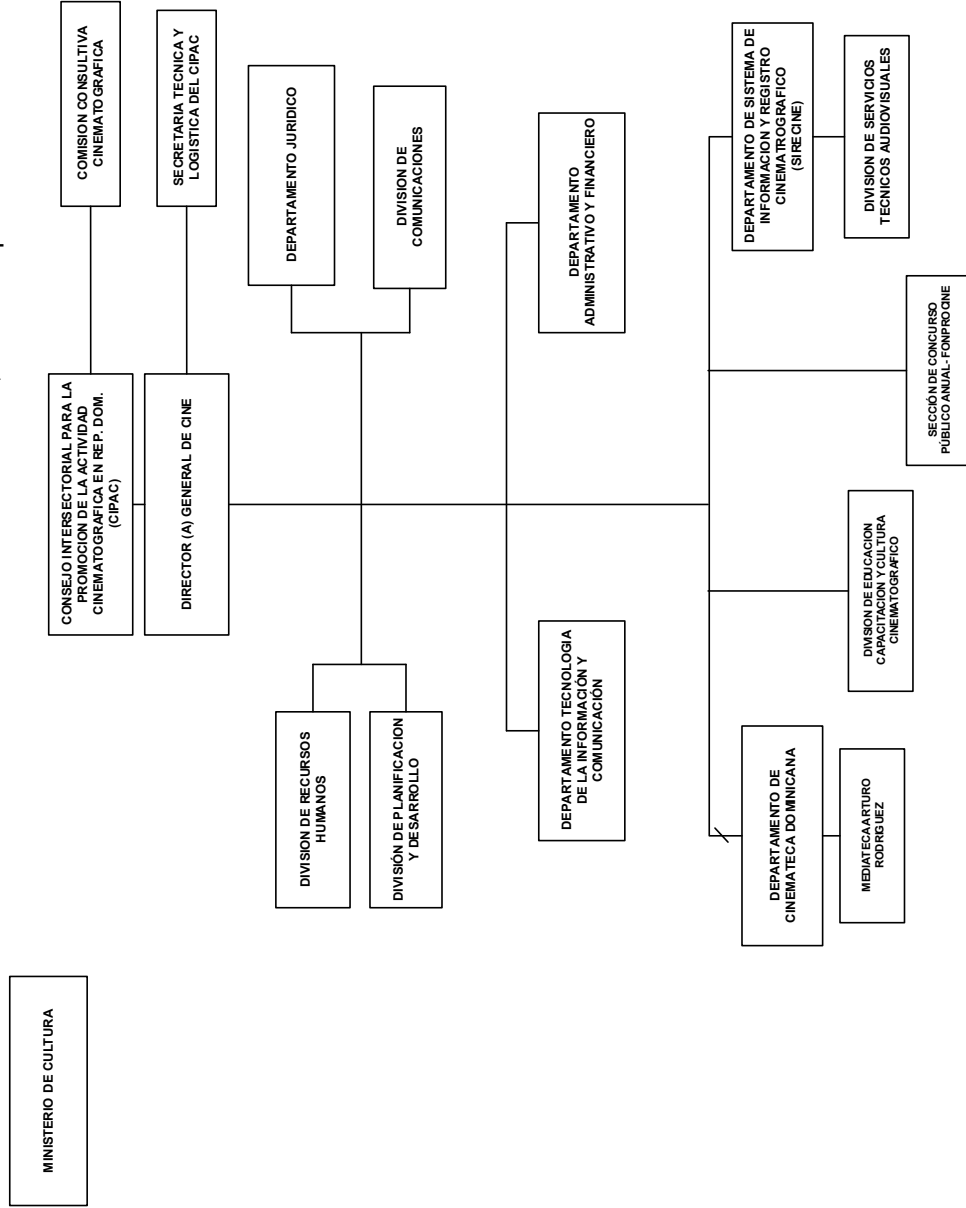 MINISTERIO DE CULTURA
CONSEJO INTERSECTORIAL PARA LA
PROMOCION DE LA ACTIVIDAD
CINEMATOGRAFICA EN REP. DOM.
(CIPAC)
COMISION CONSULTIVA
CINEMATOGRAFICA
DIRECTOR (A) GENERAL DE CINE
SECRETARIA TECNICA Y
LOGISTICA DEL CIPAC
DIVISION DE RECURSOS
HUMANOS
DEPARTAMENTO JURIDICO
DIVISIÓN DE PLANIFICACION
Y DESARROLLO
DIVISION DE
COMUNICACIONES
DEPARTAMENTO TECNOLOGIA
DE LA INFORMACIÓN Y
COMUNICACIÓN
DEPARTAMENTO
ADMINISTRATIVO Y FINANCIERO
DEPARTAMENTO DE
CINEMATECA DOMINICANA
DEPARTAMENTO DE SISTEMA DE
INFORMACION Y REGISTRO
CINEMATROGRAFICO
(SIRECINE)
MEDIATECA ARTURO
RODRIGUEZ
DIVISION DE EDUCACION
CAPACITACION Y CULTURA
CINEMATOGRAFICO
SECCIÓN DE CONCURSO
PÚBLICO ANUAL- FONPROCINE
DIVISION DE SERVICIOS
TECNICOS AUDIOVISUALES